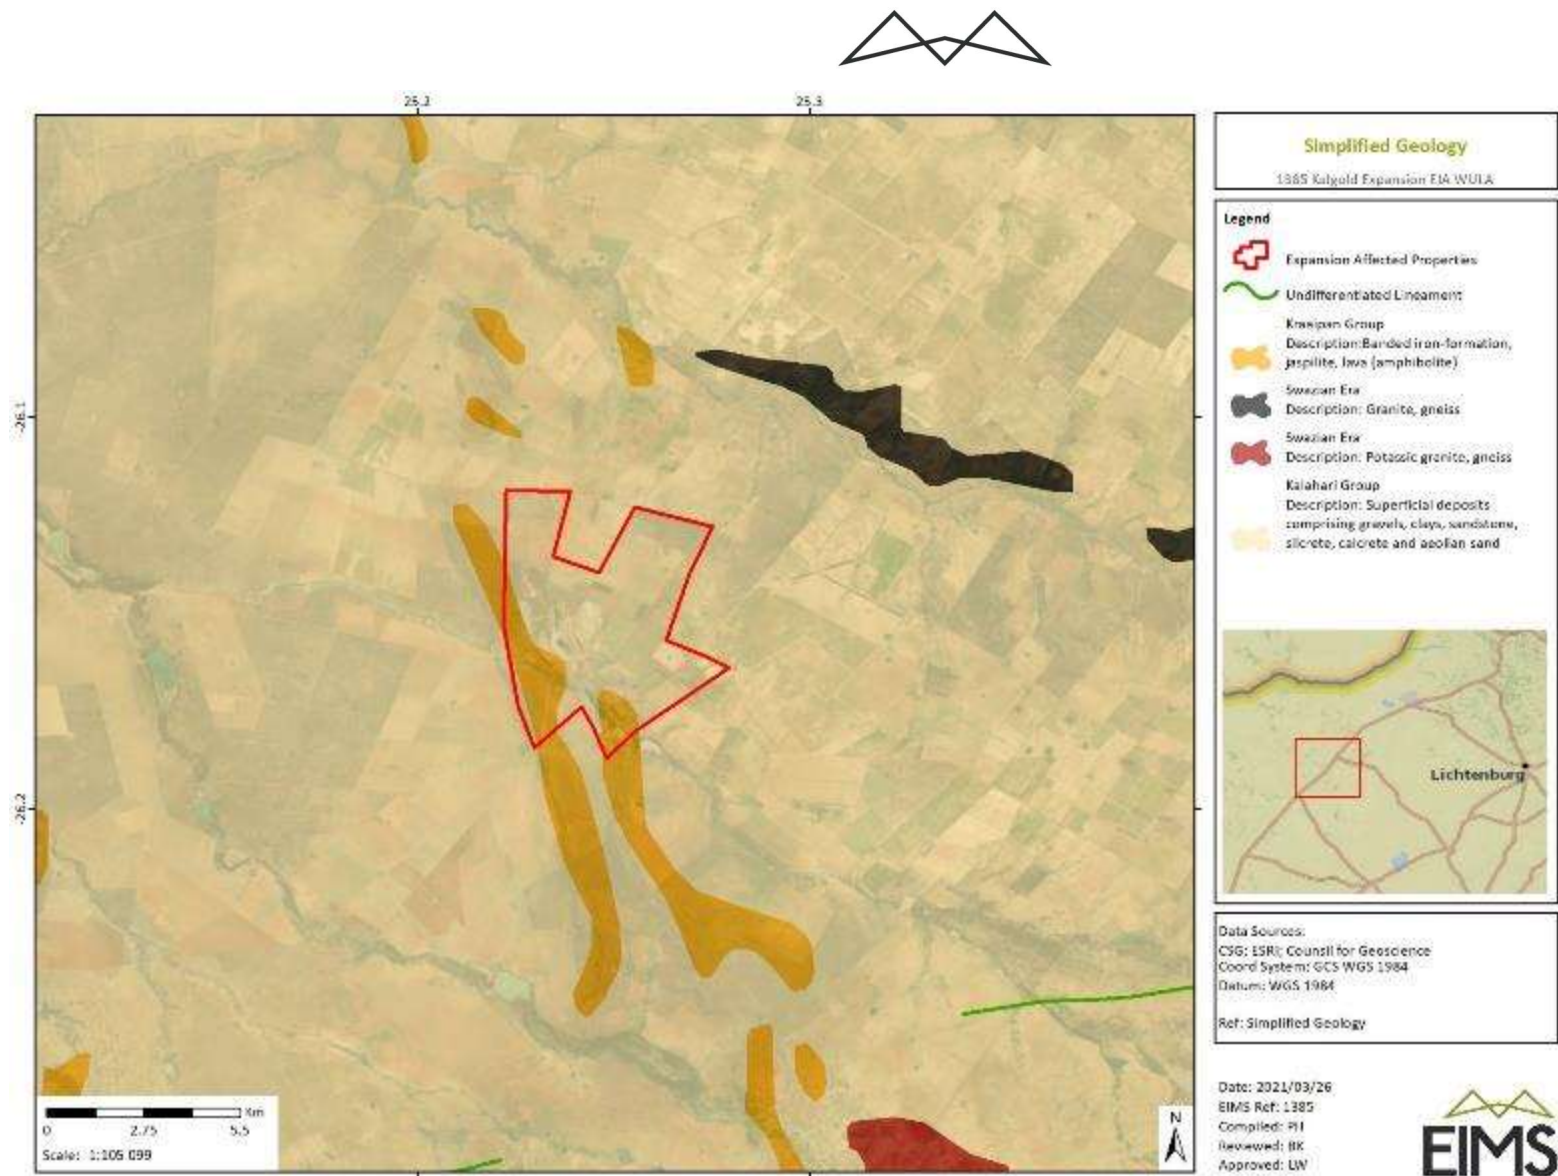 25.2
25.3
-26.1
-26.2
Simplified Geology
1385 Kalgold Expansion EIA WULA
Legend
Expansion Affected Properties
Undifferentiated Lineament
Kraaipan Group
Description:Banded iron-formation,
jaspilite, lava (amphibolite)
Swazian Era
Description: Granite, gneiss
Swazian Era
Description: Potassic granite, gneiss
Kalahari Group
Description: Superficial deposits
comprising gravels, clays, sandstone,
silcrete, calcrete and aeolian sand
Lichtenburg
Data Sources:
CSG; ESRI; Counsil for Geoscience
Coord System: GCS WGS 1984
Datum: WGS 1984
Ref: Simplified Geology
Date: 2021/03/26
EIMS Ref: 1385
Compiled: PH
Reviewed: BK
Approved: LW
EIMS
Km
0 2.75 5.5
Scale: 1:105 099
N